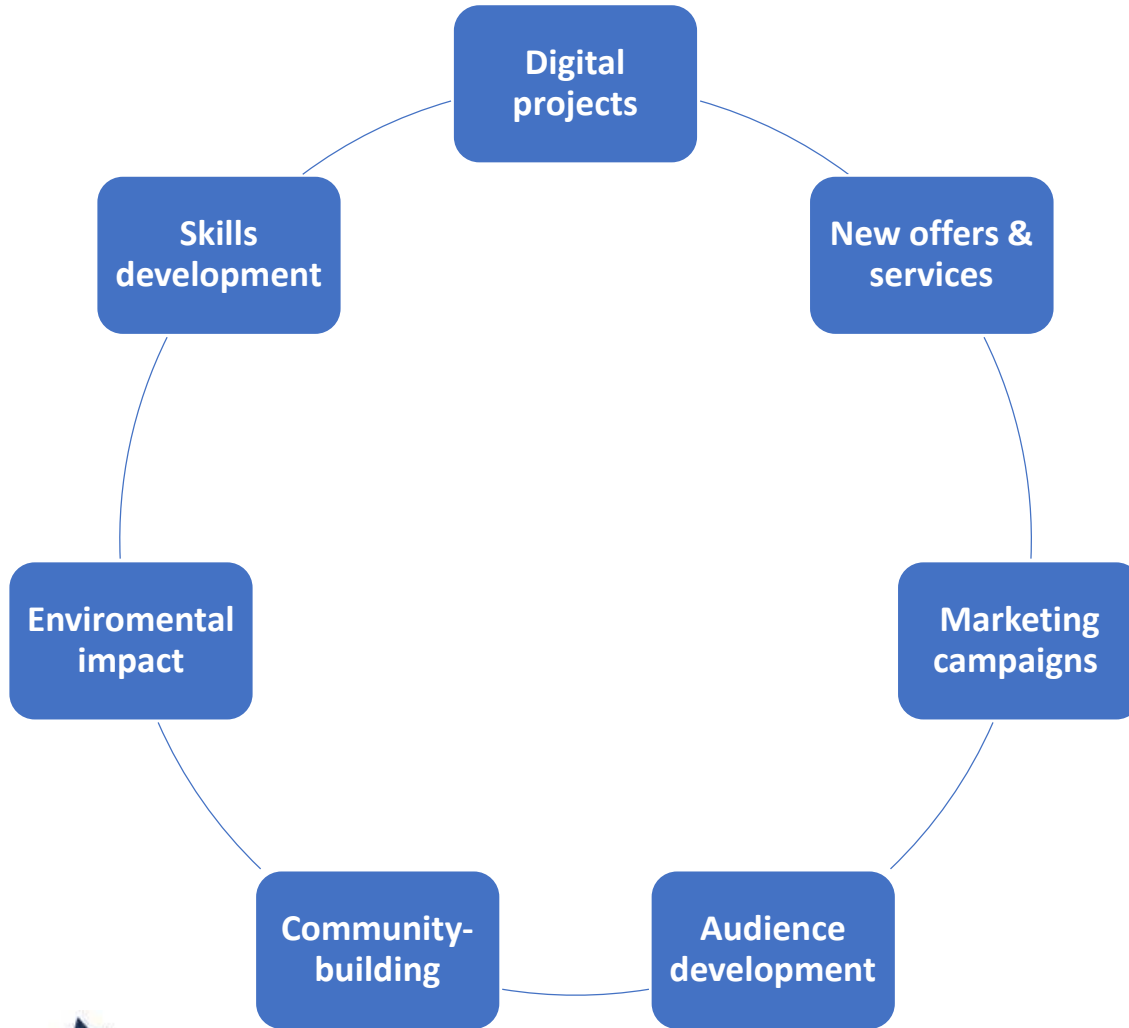 Digital
projects
New offers &
services
Marketing
campaigns
Audience
development
Community-
building
Enviromental
impact
Skills
development